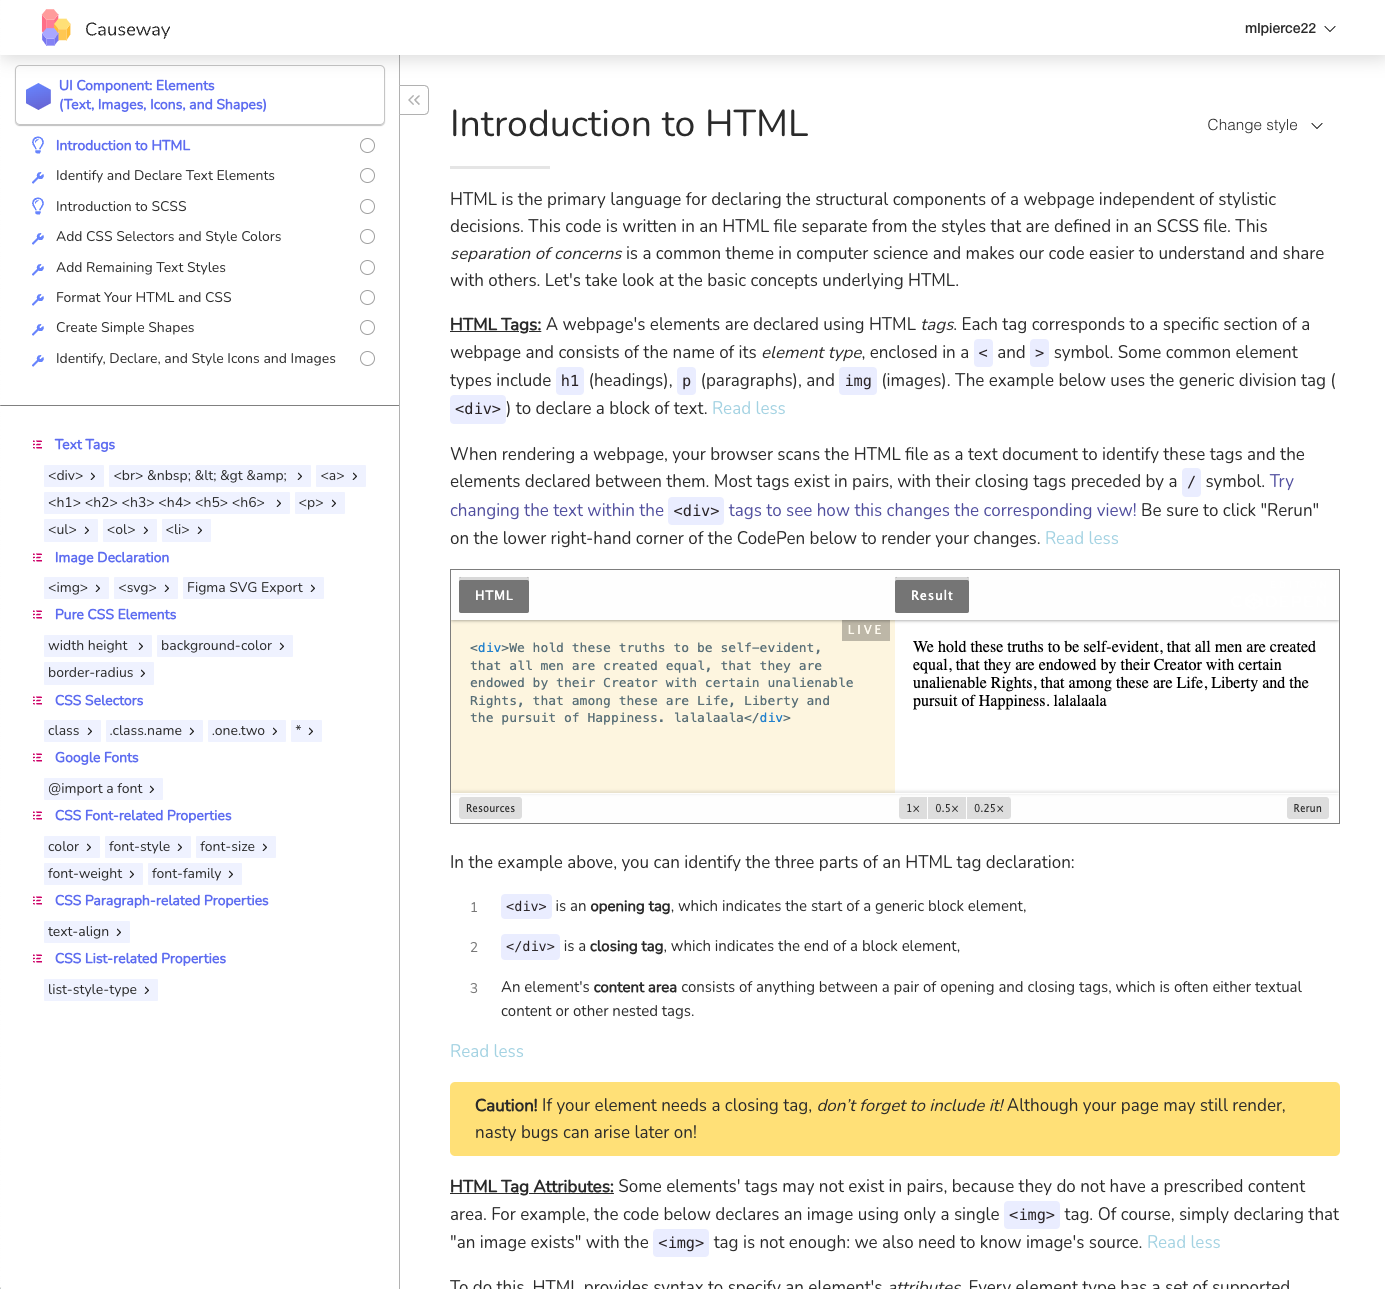 Causeway
mlpierce22
UI Component: Elements
(Text, Images, Icons, and Shapes)
Introduction to HTML
Identify and Declare Text Elements
Introduction to SCSS
Add CSS Selectors and Style Colors
Add Remaining Text Styles
Format Your HTML and CSS
Create Simple Shapes
Identify, Declare, and Style Icons and Images
Text Tags
<div> <br> &nbsp; &lt; &gt &amp; <a>
<h1> <h2> <h3> <h4> <h5> <h6> <p>
<ul> <ol> <li>
Image Declaration
<img> <svg> Figma SVG Export
Pure CSS Elements
width height background-color
border-radius
CSS Selectors
class .class.name .one.two *
Google Fonts
@import a font
CSS Font-related Properties
color font-style font-size
font-weight font-family
CSS Paragraph-related Properties
text-align
CSS List-related Properties
list-style-type
Introduction to HTML
Change style
HTML is the primary language for declaring the structural components of a webpage independent of stylistic
decisions. This code is written in an HTML file separate from the styles that are defined in an SCSS file. This
separation of concerns is a common theme in computer science and makes our code easier to understand and share
with others. Let's take look at the basic concepts underlying HTML.
HTML Tags: A webpage's elements are declared using HTML tags. Each tag corresponds to a specific section of a
webpage and consists of the name of its element type, enclosed in a < and > symbol. Some common element
types include h1 (headings), p (paragraphs), and img (images). The example below uses the generic division tag (
<div>) to declare a block of text. Read less
When rendering a webpage, your browser scans the HTML file as a text document to identify these tags and the
elements declared between them. Most tags exist in pairs, with their closing tags preceded by a / symbol. Try
changing the text within the <div> tags to see how this changes the corresponding view! Be sure to click "Rerun"
on the lower right-hand corner of the CodePen below to render your changes. Read less
HTML
Result
LIVE
<div>We hold these truths to be self-evident,
that all men are created equal, that they are
endowed by their Creator with certain unalienable
Rights, that among these are Life, Liberty and
the pursuit of Happiness. lalalaala</div>
We hold these truths to be self-evident, that all men are created
equal, that they are endowed by their Creator with certain
unalienable Rights, that among these are Life, Liberty and the
pursuit of Happiness. lalalaala
Resources
1× 0.5× 0.25×
Rerun
In the example above, you can identify the three parts of an HTML tag declaration:
1 <div> is an opening tag, which indicates the start of a generic block element,
2 </div> is a closing tag, which indicates the end of a block element,
3 An element's content area consists of anything between a pair of opening and closing tags, which is often either textual
content or other nested tags.
Read less
Caution! If your element needs a closing tag, don't forget to include it! Although your page may still render,
nasty bugs can arise later on!
HTML Tag Attributes: Some elements' tags may not exist in pairs, because they do not have a prescribed content
area. For example, the code below declares an image using only a single <img> tag. Of course, simply declaring that
"an image exists" with the <img> tag is not enough: we also need to know image's source. Read less
To do this, HTML provides syntax to specify an element's attributes. Every element type has a set of supported